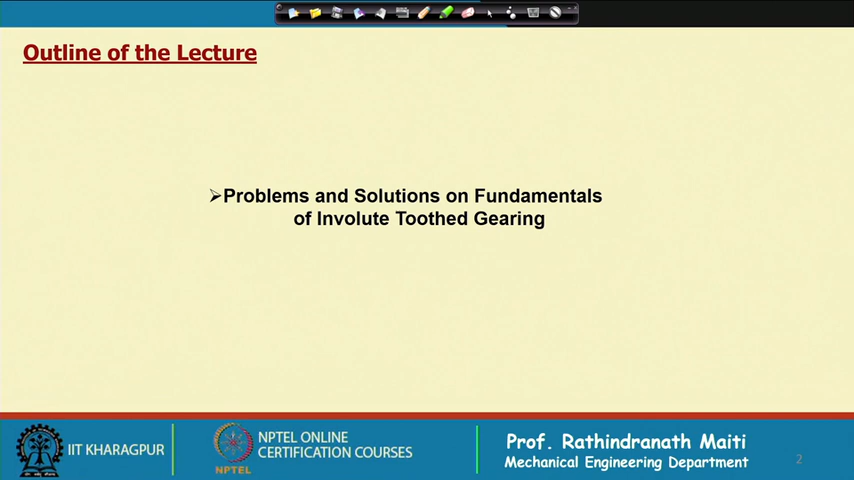 Outline of the Lecture
➢Problems and Solutions on Fundamentals
of Involute Toothed Gearing
IIT KHARAGPUR
NPTEL
NPTEL ONLINE
CERTIFICATION COURSES
Prof. Rathindranath Maiti
Mechanical Engineering Department
2